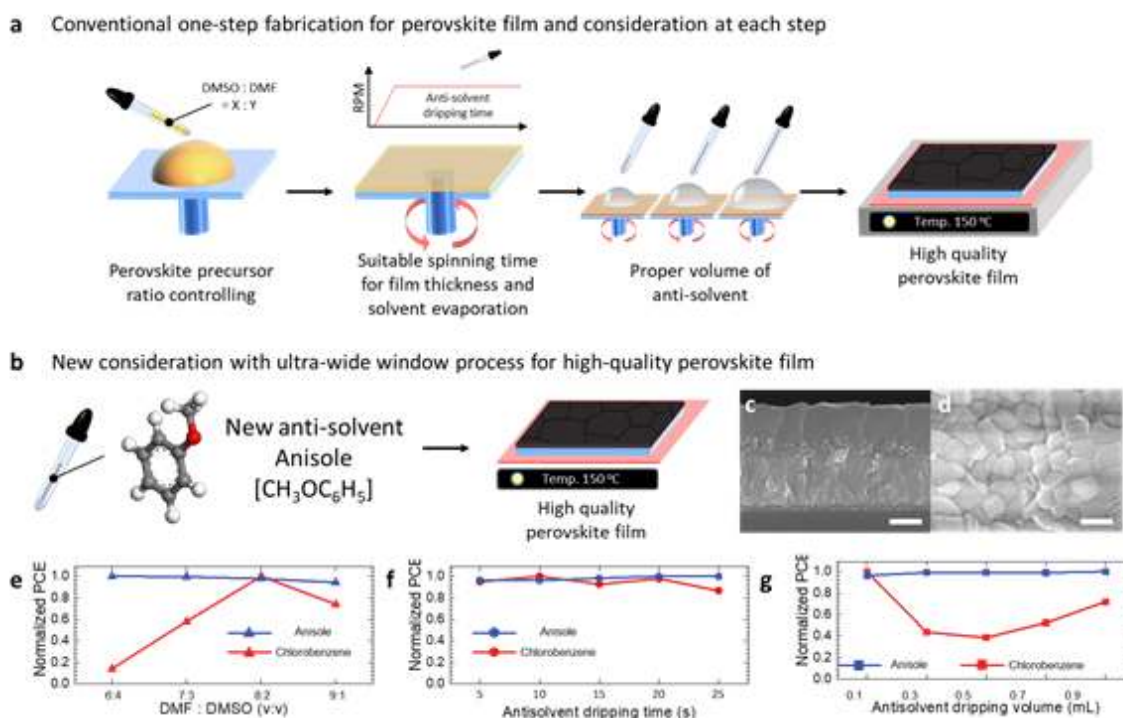 a Conventional one-step fabrication for perovskite film and consideration at each step
DMSO : DMF
= X : Y
RPM
Anti-solvent
dripping time
Temp. 150 ºC
Perovskite precursor
ratio controlling
Suitable spinning time
for film thickness and
solvent evaporation
Proper volume of
anti-solvent
High quality
perovskite film
b New consideration with ultra-wide window process for high-quality perovskite film
New anti-solvent
Anisole
[CH₃OC₆H₅]
Temp. 150 ºC
High quality
perovskite film
c
d
e
Normalized PCE
1.0
0.8
0.6
0.4
0.2
0.0
Anisole
Chlorobenzene
6:4 7:3 8:2 9:1
DMF : DMSO (v:v)
f
Normalized PCE
1.0
0.8
0.6
0.4
0.2
0.0
Anisole
Chlorobenzene
5 10 15 20 25
Antisolvent dripping time (s)
g
Normalized PCE
1.0
0.8
0.6
0.4
0.2
0.0
Anisole
Chlorobenzene
0.1 0.3 0.5 0.7 0.9
Antisolvent dripping volume (mL)